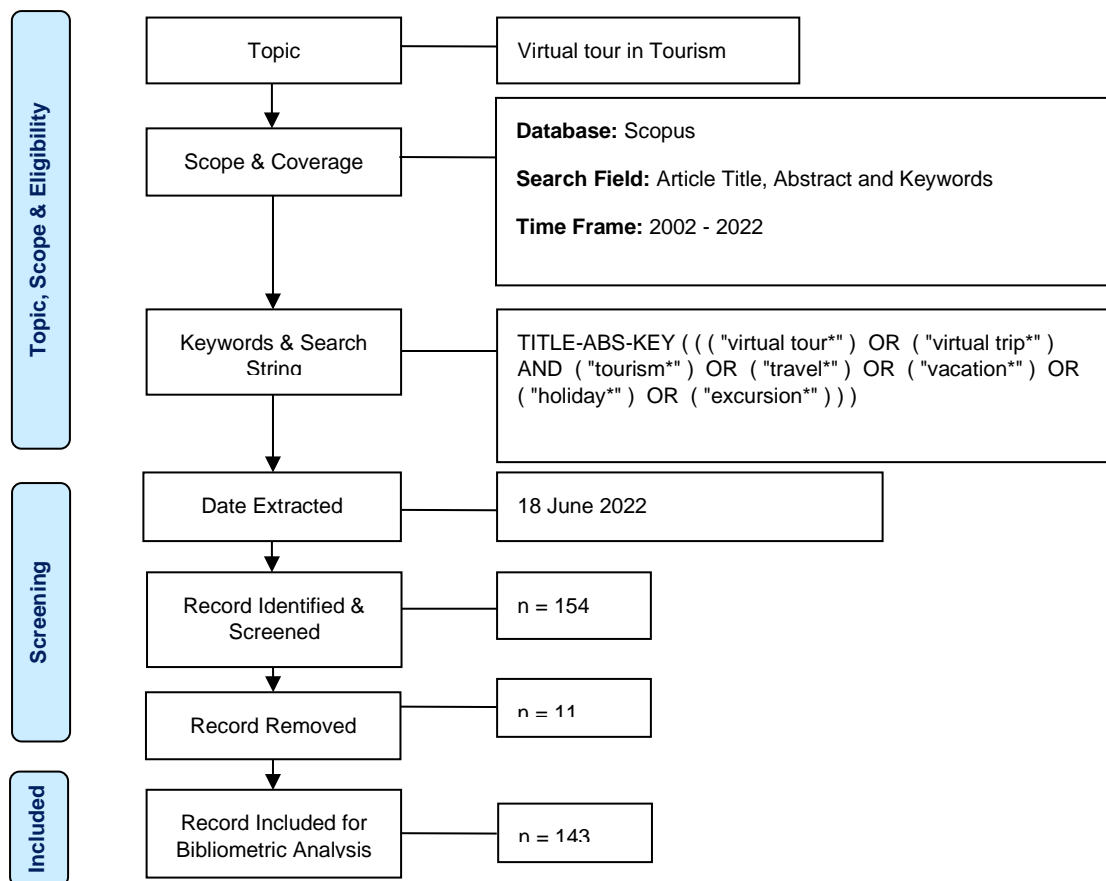 Topic, Scope & Eligibility
Topic
Virtual tour in Tourism
Scope & Coverage
Database: Scopus
Search Field: Article Title, Abstract and Keywords
Time Frame: 2002 - 2022
Keywords & Search
String
TITLE-ABS-KEY ( ( ( "virtual tour*" ) OR ( "virtual trip*" )
AND ( "tourism*" ) OR ( "travel*" ) OR ( "vacation*" ) OR
( "holiday*" ) OR ( "excursion*" ) ) )
Screening
Date Extracted
18 June 2022
Record Identified &
Screened
n = 154
Record Removed
n = 11
Included
Record Included for
Bibliometric Analysis
n = 143